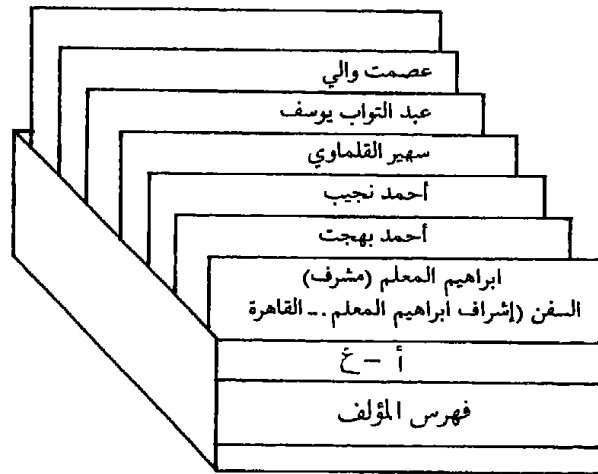 عصمت والي
عبد التواب يوسف
سهير القلماوي
أحمد نجيب
أحمد بهجت
ابراهيم المعلم (مشرف)
السفن (إشراف ابراهيم المعلم ... القاهرة
أ – غ
فهرس المؤلف